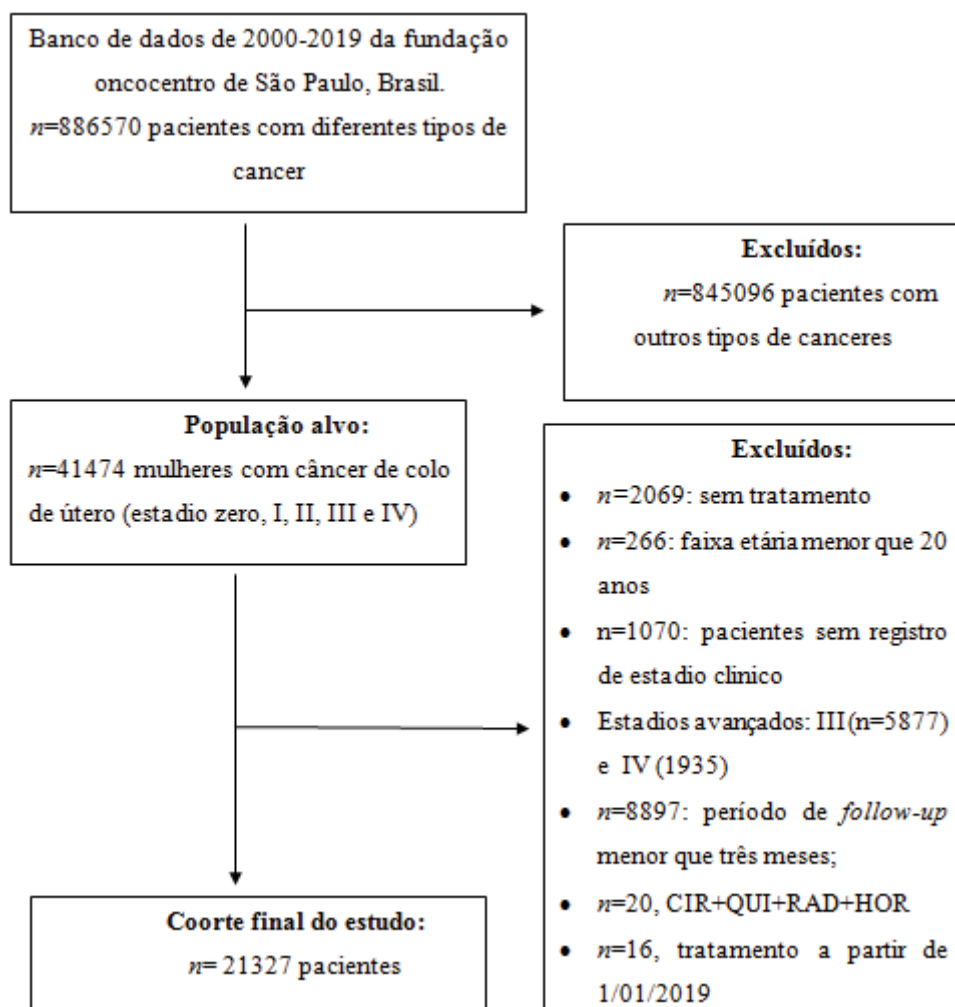 Banco de dados de 2000-2019 da fundação
oncocentro de São Paulo, Brasil.
n=886570 pacientes com diferentes tipos de
cancer
Excluídos:
n=845096 pacientes com
outros tipos de canceres
População alvo:
n=41474 mulheres com câncer de colo
de útero (estadio zero, I, II, III e IV)
Excluídos:
• n=2069: sem tratamento
• n=266: faixa etáriamenor que 20
anos
• n=1070: pacientes sem registro
de estadio clinico
• Estadios avançados: III(n=5877)
e IV (1935)
• n=8897: período de follow-up
menor que três meses;
• n=20, CIR+QUI+RAD+HOR
• n=16, tratamento a partir de
1/01/2019
Coorte final do estudo:
n= 21327 pacientes